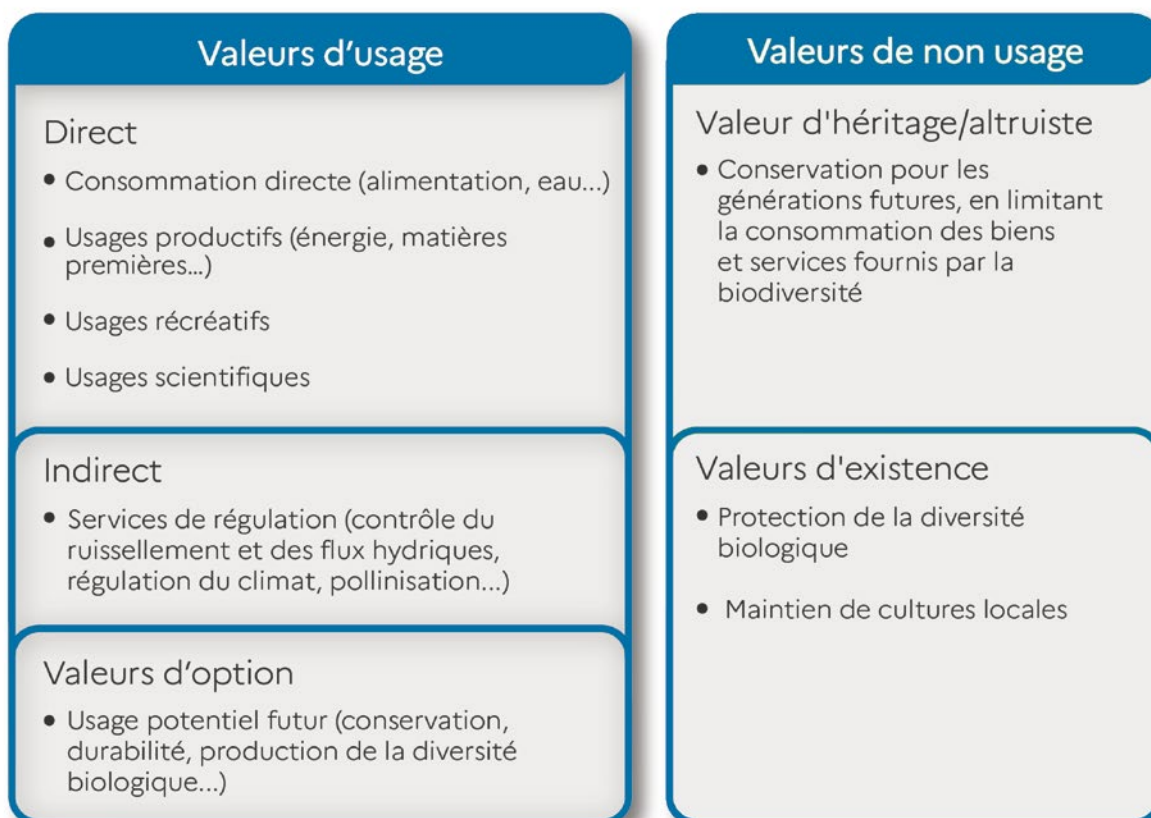 Valeurs d’usage
Direct
• Consommation directe (alimentation, eau...)
• Usages productifs (énergie, matières
premières...)
• Usages récréatifs
• Usages scientifiques
Indirect
• Services de régulation (contrôle du
ruissellement et des flux hydriques,
régulation du climat, pollinisation...)
Valeurs d’option
• Usage potentiel futur (conservation,
durabilité, production de la diversité
biologique...)
Valeurs de non usage
Valeur d'héritage/altruiste
• Conservation pour les
générations futures, en limitant
la consommation des biens
et services fournis par la
biodiversité
Valeurs d'existence
• Protection de la diversité
biologique
• Maintien de cultures locales